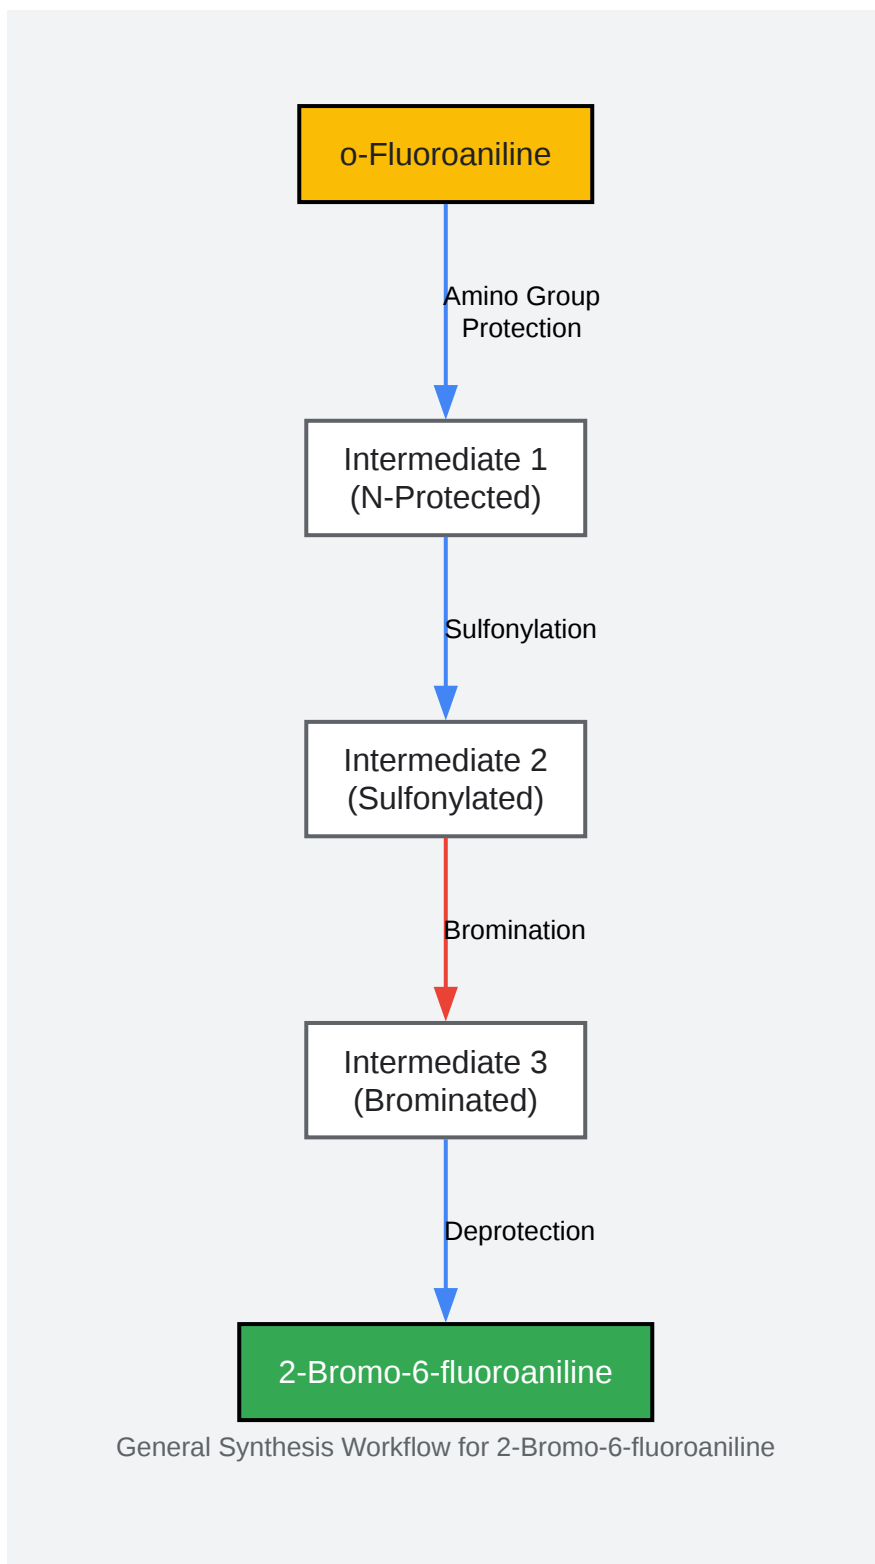 o-Fluoroaniline
Amino Group
Protection
Intermediate 1
(N-Protected)
Sulfonylation
Intermediate 2
(Sulfonylated)
Bromination
Intermediate 3
(Brominated)
Deprotection
2-Bromo-6-fluoroaniline
General Synthesis Workflow for 2-Bromo-6-fluoroaniline